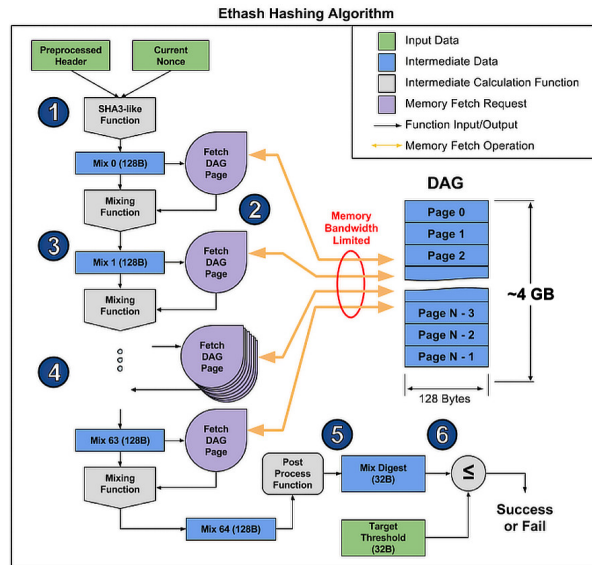 Ethash Hashing Algorithm
Preprocessed
Header
Current
Nonce
Input Data
Intermediate Data
Intermediate Calculation Function
Memory Fetch Request
Function Input/Output
Memory Fetch Operation
1
SHA3-like
Function
Mix 0 (128B)
Fetch
DAG
Page
Mixing
Function
2
3
Mix 1 (128B)
Fetch
DAG
Page
Mixing
Function
Memory
Bandwidth
Limited
DAG
Page 0
Page 1
Page 2
Page N - 3
Page N - 2
Page N - 1
~4 GB
128 Bytes
4
Fetch
DAG
Page
Mix 63 (128B)
Fetch
DAG
Page
Mixing
Function
Mix 64 (128B)
5
Post
Process
Function
Mix Digest
(32B)
6
≤
Target
Threshold
(32B)
Success
or Fail